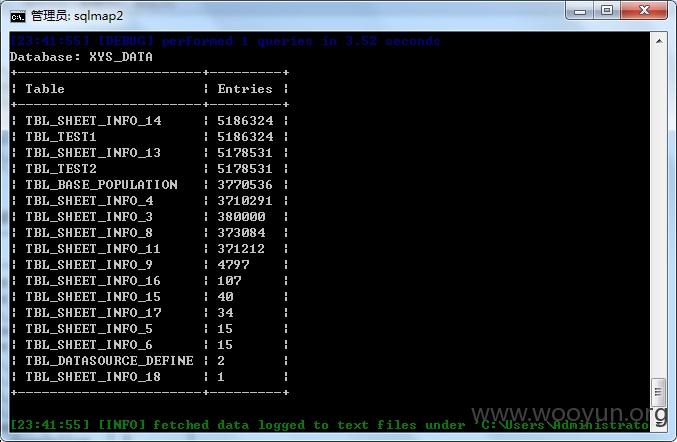 管理员: sqlmap2
[23:41:55] [DEBUG] performed 1 queries in 3.52 seconds
Database: XYS_DATA
+------------------------+---------+
| Table | Entries |
+------------------------+---------+
| TBL_SHEET_INFO_14 | 5186324 |
| TBL_TEST1 | 5186324 |
| TBL_SHEET_INFO_13 | 5178531 |
| TBL_TEST2 | 5178531 |
| TBL_BASE_POPULATION | 3770536 |
| TBL_SHEET_INFO_4 | 3710291 |
| TBL_SHEET_INFO_3 | 380000 |
| TBL_SHEET_INFO_8 | 373084 |
| TBL_SHEET_INFO_11 | 371212 |
| TBL_SHEET_INFO_9 | 4797 |
| TBL_SHEET_INFO_16 | 107 |
| TBL_SHEET_INFO_15 | 40 |
| TBL_SHEET_INFO_17 | 34 |
| TBL_SHEET_INFO_5 | 15 |
| TBL_SHEET_INFO_6 | 15 |
| TBL_DATASOURCE_DEFINE | 2 |
| TBL_SHEET_INFO_18 | 1 |
+------------------------+---------+
[23:41:55] [INFO] fetched data logged to text files under 'C:\Users\Administrato
www.wooyun.org